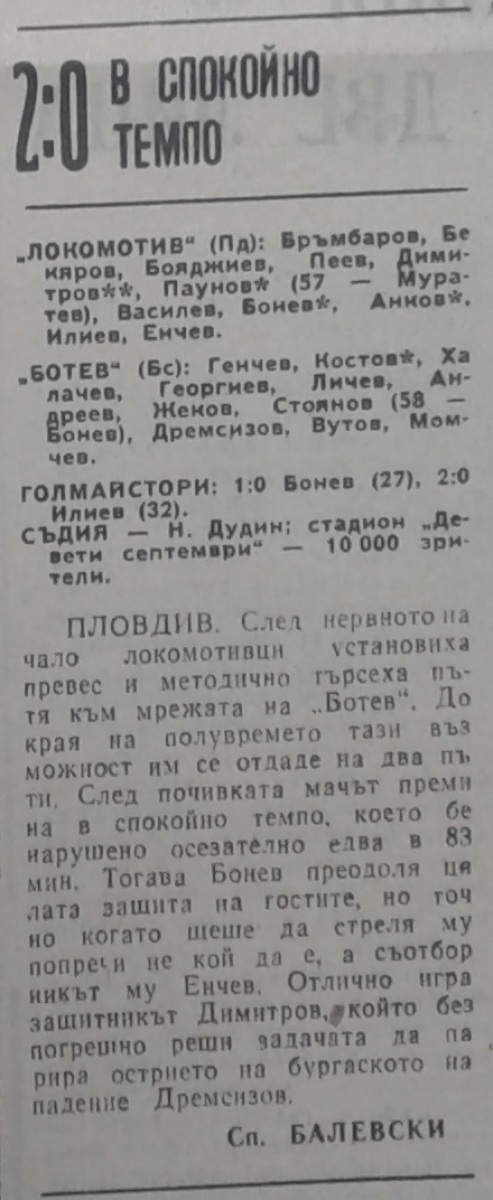 2:0 В СПОКОЙНО
ТЕМПО
„ЛОКОМОТИВ“ (Пд): Бръмбаров, Бе
кяров, Бояджиев, Пеев, Дими-
тров**, Паунов* (57 — Мура-
тев), Василев, Бонев*, Анков*,
Илиев, Енчев.
„БОТЕВ“ (Бс): Генчев, Костов*, Ха
лачев, Георгиев, Личев, Ан-
дреев, Жеков, Стоянов (58 —
Бонев), Дремсизов, Вутов, Мом-
чев.
ГОЛМАЙСТОРИ: 1:0 Бонев (27), 2:0
Илиев (32).
СЪДИЯ — Н. Дудин; стадион „Де-
вети септември“ — 10 000 зри-
тели.
ПЛОВДИВ. След нервното на
чало локомотивци установиха
превес и методично търсеха пъ-
тя към мрежата на „Ботев“. До
края на полувремето тази въз
можност им се отдаде на два пъ
ти. След почивката мачът преми
на в спокойно темпо, което бе
нарушено осезателно едва в 83
мин. Тогава Бонев преодоля ця
лата защита на гостите, но точ
но когато щеше да стреля му
попречи не кой да е, а съотбор
никът му Енчев. Отлично игра
защитникът Димитров, който без
погрешно реши задачата да па
рира острието на бургаското на
падение Дремсизов.
Сп. БАЛЕВСКИ